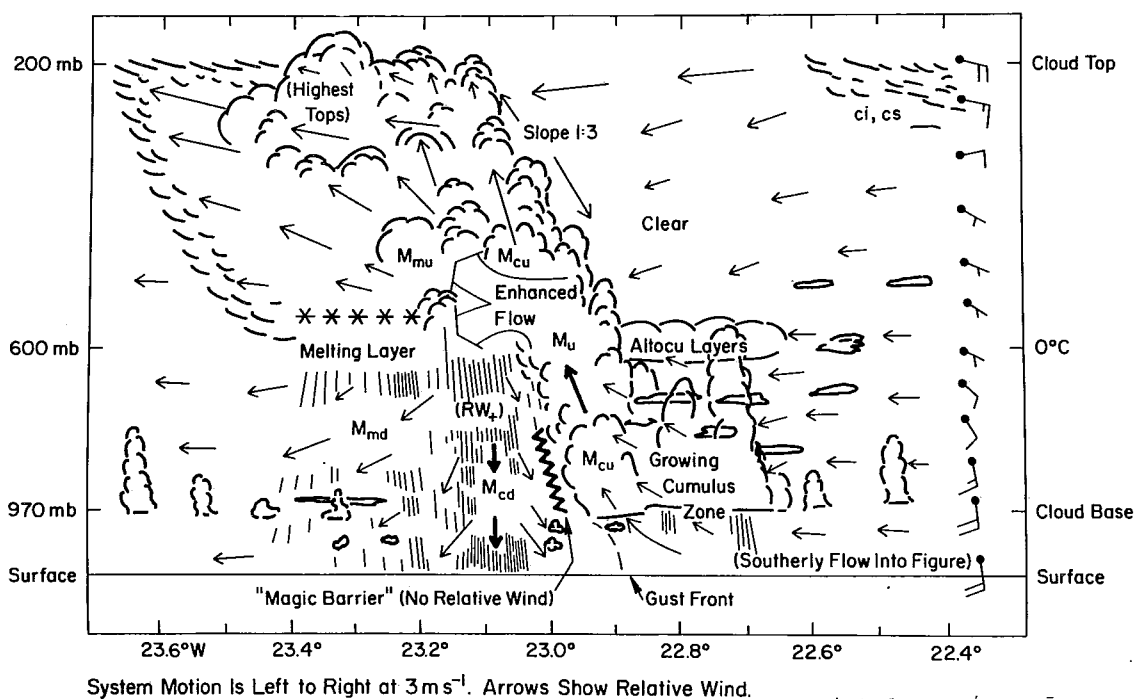 200 mb
Cloud Top
(Highest
Tops)
Slope 1:3
ci, cs
Clear
Mmu
Mcu
Enhanced
Flow
Mu
Altocu Layers
Melting Layer
600 mb
0°C
(RW+)
Mmd
Mcu
Growing
Cumulus
Zone
Mcd
970 mb
Cloud Base
(Southerly Flow Into Figure)
Surface
Surface
"Magic Barrier" (No Relative Wind)
Gust Front
23.6°W
23.4°
23.2°
23.0°
22.8°
22.6°
22.4°
System Motion Is Left to Right at 3 m s⁻¹. Arrows Show Relative Wind.